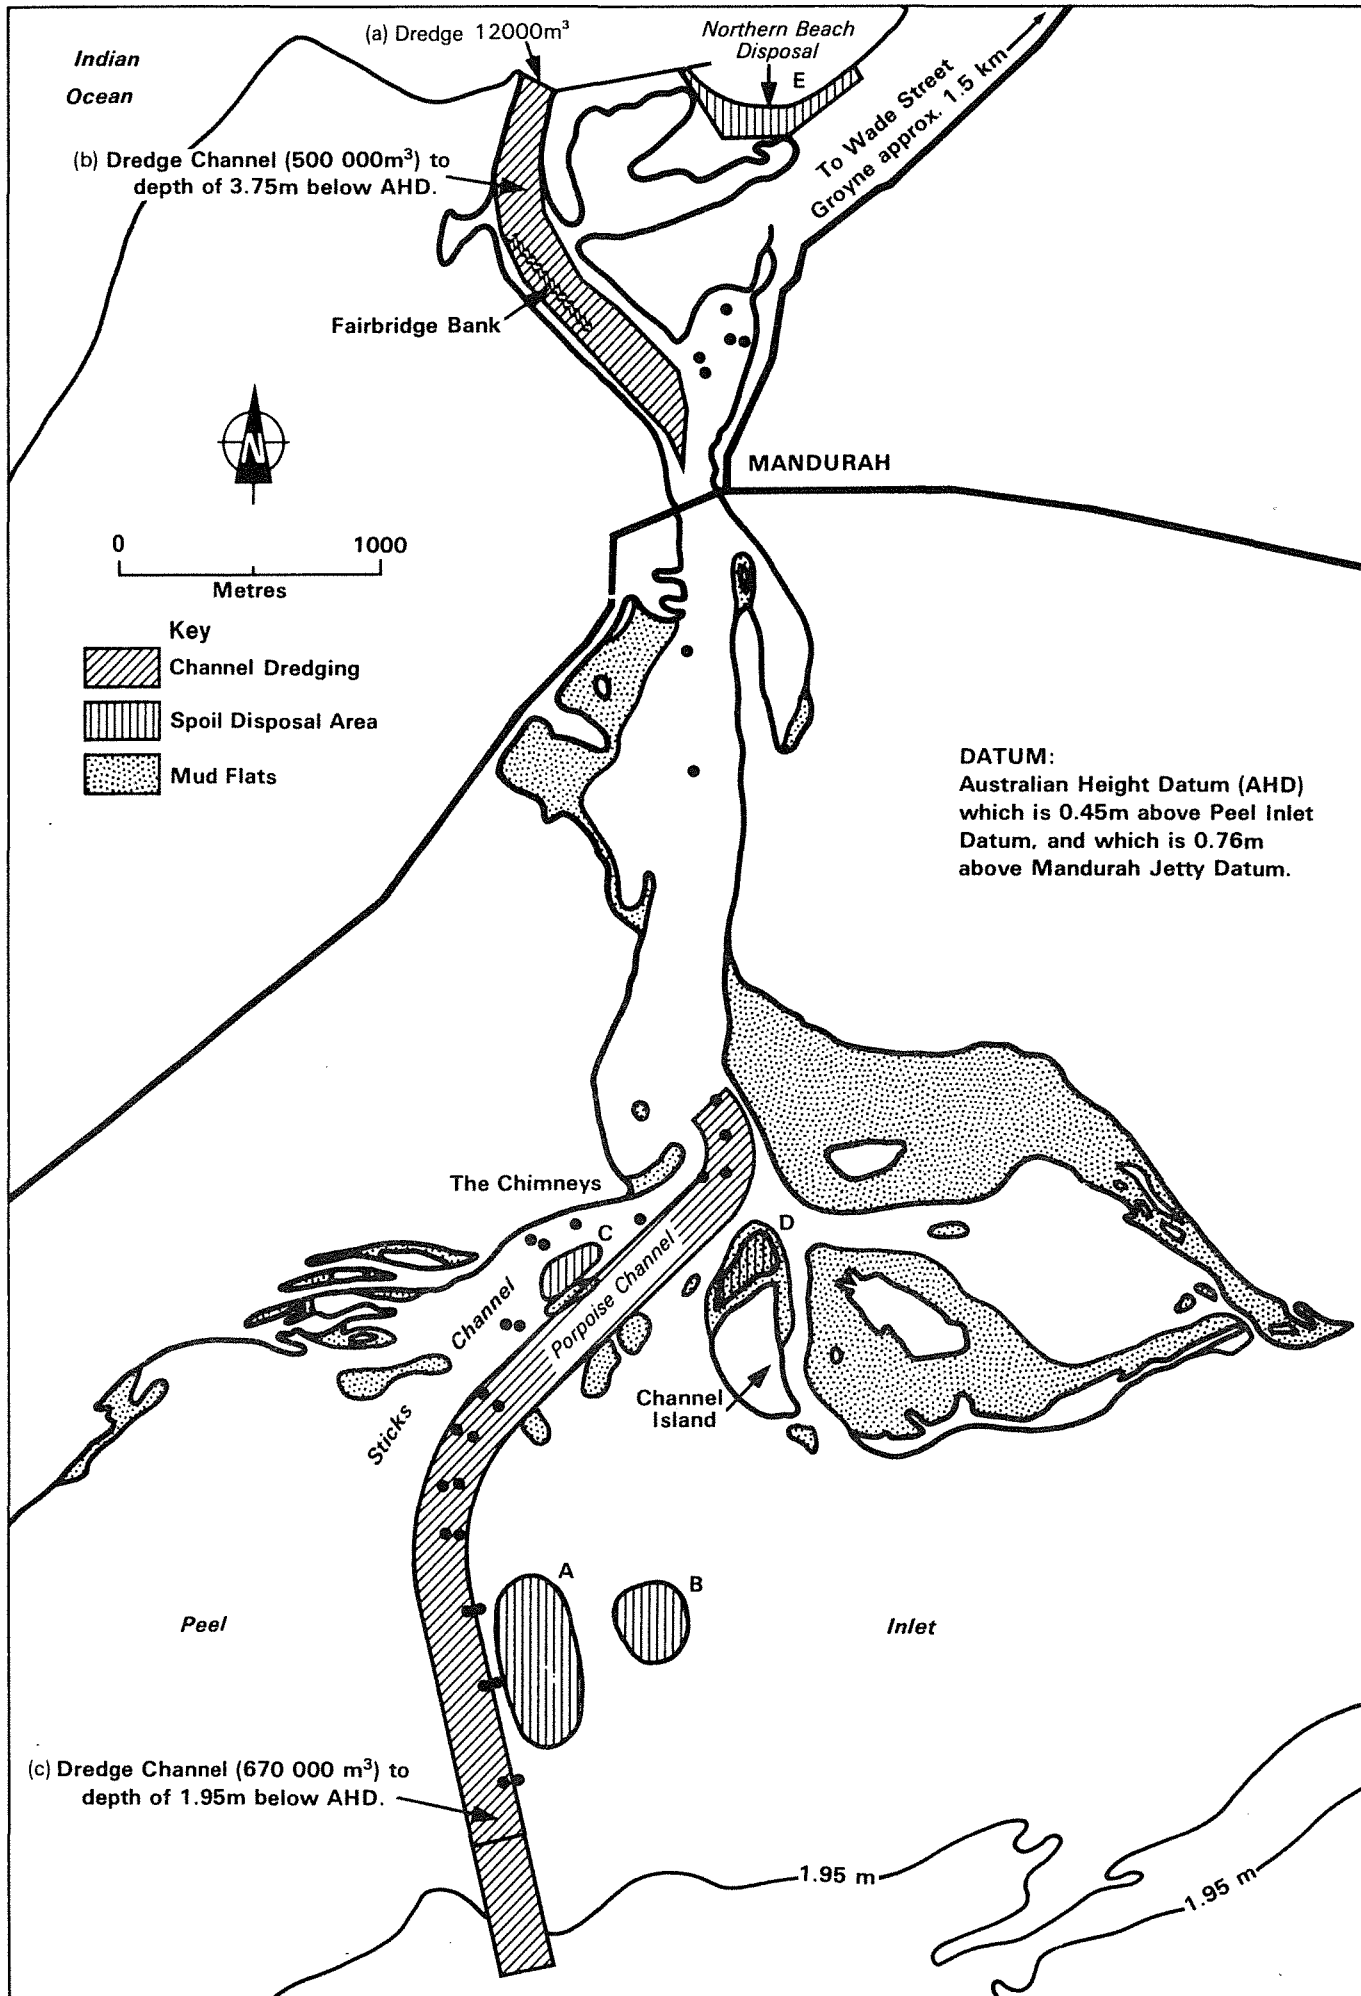 (a) Dredge 12000m³
Northern Beach
Disposal
E
Indian
Ocean
To Wade Street
Groyne approx. 1.5 km
(b) Dredge Channel (500 000m³) to
depth of 3.75m below AHD.
Fairbridge Bank
N
MANDURAH
0 1000
Metres
Key
Channel Dredging
Spoil Disposal Area
Mud Flats
DATUM:
Australian Height Datum (AHD)
which is 0.45m above Peel Inlet
Datum, and which is 0.76m
above Mandurah Jetty Datum.
The Chimneys
C
D
Porpoise Channel
Sticks Channel
Channel
Island
A
B
Peel
Inlet
(c) Dredge Channel (670 000 m³) to
depth of 1.95m below AHD.
1.95 m
1.95 m